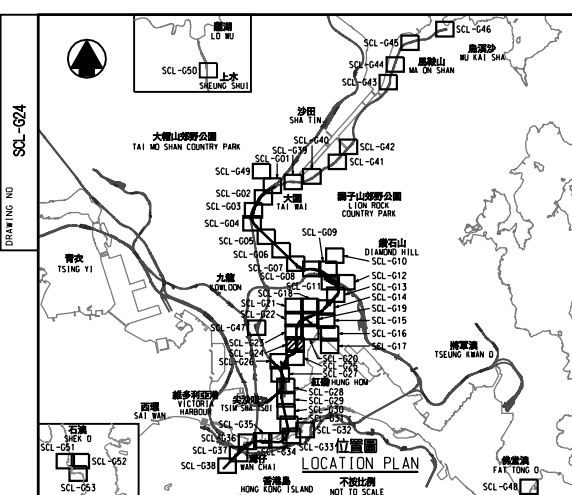 DRAWING NO
SCL-G24
羅湖
LO WU
SCL-G50
上水
SHEUNG SHUI
SCL-G46
SCL-G45
烏溪沙
WU KAI SHA
SCL-G44
馬鞍山
MA ON SHAN
SCL-G43
沙田
SHA TIN
大帽山郊野公園
TAI MO SHAN COUNTRY PARK
SCL-G40
SCL-G39
SCL-G42
SCL-G41
SCL-G01
SCL-G49
SCL-G02
SCL-G03
SCL-G04
大圍
TAI WAI
獅子山郊野公園
LION ROCK
COUNTRY PARK
SCL-G05
SCL-G06
SCL-G07
SCL-G08
SCL-G09
鑽石山
DIAMOND HILL
SCL-G10
SCL-G11
SCL-G12
SCL-G13
SCL-G14
SCL-G19
SCL-G15
SCL-G16
SCL-G17
SCL-G18
SCL-G21
SCL-G22
SCL-G47
SCL-G23
SCL-G24
SCL-G26
SCL-G20
SCL-G27
青衣
TSING YI
九龍
KOWLOON
將軍澳
TSEUNG KWAN O
紅磡 HUNG HOM
SCL-G28
SCL-G29
SCL-G30
維多利亞港
VICTORIA
HARBOUR
尖沙咀
TSIM SHA TSUI
西環
SAI WAN
SCL-G35
SCL-G36
SCL-G37
SCL-G38
SCL-G34
SCL-G33
灣仔
WAN CHAI
香港島
HONG KONG ISLAND
位置圖
LOCATION PLAN
不按比例
NOT TO SCALE
石澳
SHEK O
SCL-G51
SCL-G52
SCL-G53
佛堂澳
FAT TONG O
SCL-G48